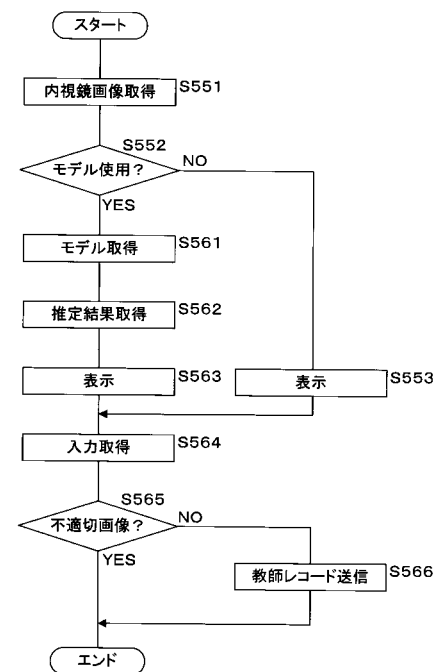 スタート
内視鏡画像取得 S551
S552
モデル使用? NO
YES
モデル取得 S561
推定結果取得 S562
表示 S563 表示 S553
入力取得 S564
S565
不適切画像? NO
YES
教師レコード送信 S566
エンド